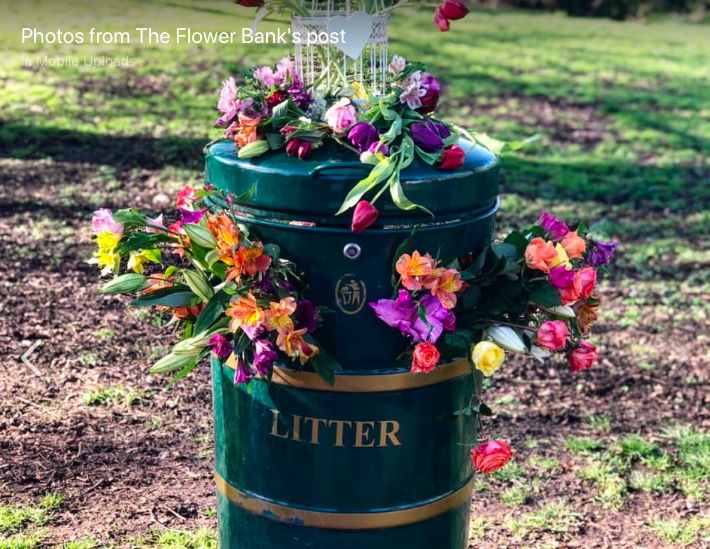 Photos from The Flower Bank's post
in Mobile Uploads
LITTER